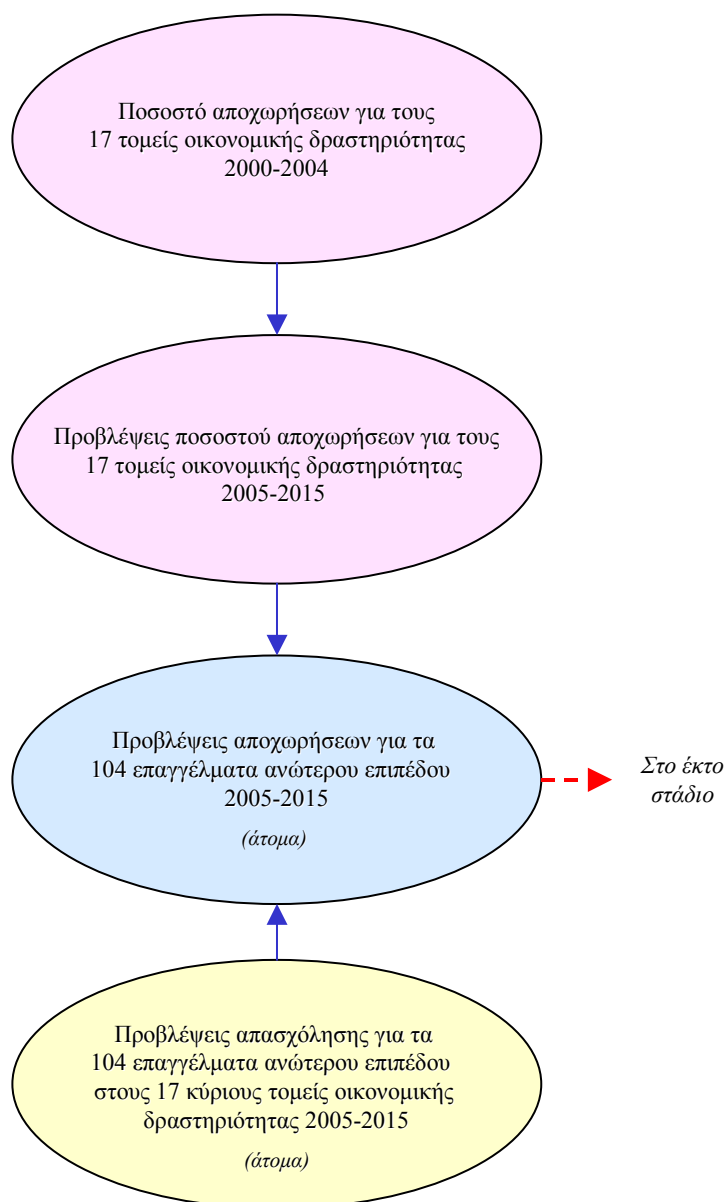 Ποσοστό αποχωρήσεων για τους
17 τομείς οικονομικής δραστηριότητας
2000-2004
Προβλέψεις ποσοστού αποχωρήσεων για τους
17 τομείς οικονομικής δραστηριότητας
2005-2015
Προβλέψεις αποχωρήσεων για τα
104 επαγγέλματα ανώτερου επιπέδου
2005-2015
(άτομα)
Στο έκτο
στάδιο
Προβλέψεις απασχόλησης για τα
104 επαγγέλματα ανώτερου επιπέδου
στους 17 κύριους τομείς οικονομικής
δραστηριότητας 2005-2015
(άτομα)